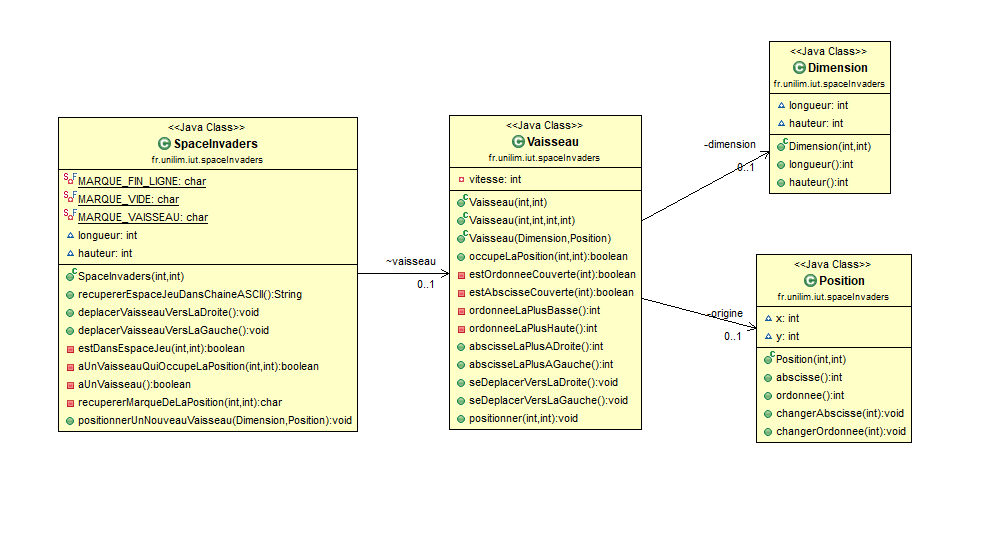 <<Java Class>>
SpaceInvaders
fr.unilim.iut.spaceInvaders
MARQUE_FIN_LIGNE: char
MARQUE_VIDE: char
MARQUE_VAISSEAU: char
longueur: int
hauteur: int
SpaceInvaders(int,int)
recupererEspaceJeuDansChaineASCII():String
deplacerVaisseauVersLaDroite():void
deplacerVaisseauVersLaGauche():void
estDansEspaceJeu(int,int):boolean
aUnVaisseauQuiOccupeLaPosition(int,int):boolean
aUnVaisseau():boolean
recupererMarqueDeLaPosition(int,int):char
positionnerUnNouveauVaisseau(Dimension,Position):void
~vaisseau
0..1
<<Java Class>>
Vaisseau
fr.unilim.iut.spaceInvaders
vitesse: int
Vaisseau(int,int)
Vaisseau(int,int,int,int)
Vaisseau(Dimension,Position)
occupeLaPosition(int,int):boolean
estOrdonneeCouverte(int):boolean
estAbscisseCouverte(int):boolean
ordonneeLaPlusBasse():int
ordonneeLaPlusHaute():int
abscisseLaPlusADroite():int
abscisseLaPlusAGauche():int
seDeplacerVersLaDroite():void
seDeplacerVersLaGauche():void
positionner(int,int):void
-dimension
0..1
<<Java Class>>
Dimension
fr.unilim.iut.spaceInvaders
longueur: int
hauteur: int
Dimension(int,int)
longueur():int
hauteur():int
-origine
0..1
<<Java Class>>
Position
fr.unilim.iut.spaceInvaders
x: int
y: int
Position(int,int)
abscisse():int
ordonnee():int
changerAbscisse(int):void
changerOrdonnee(int):void